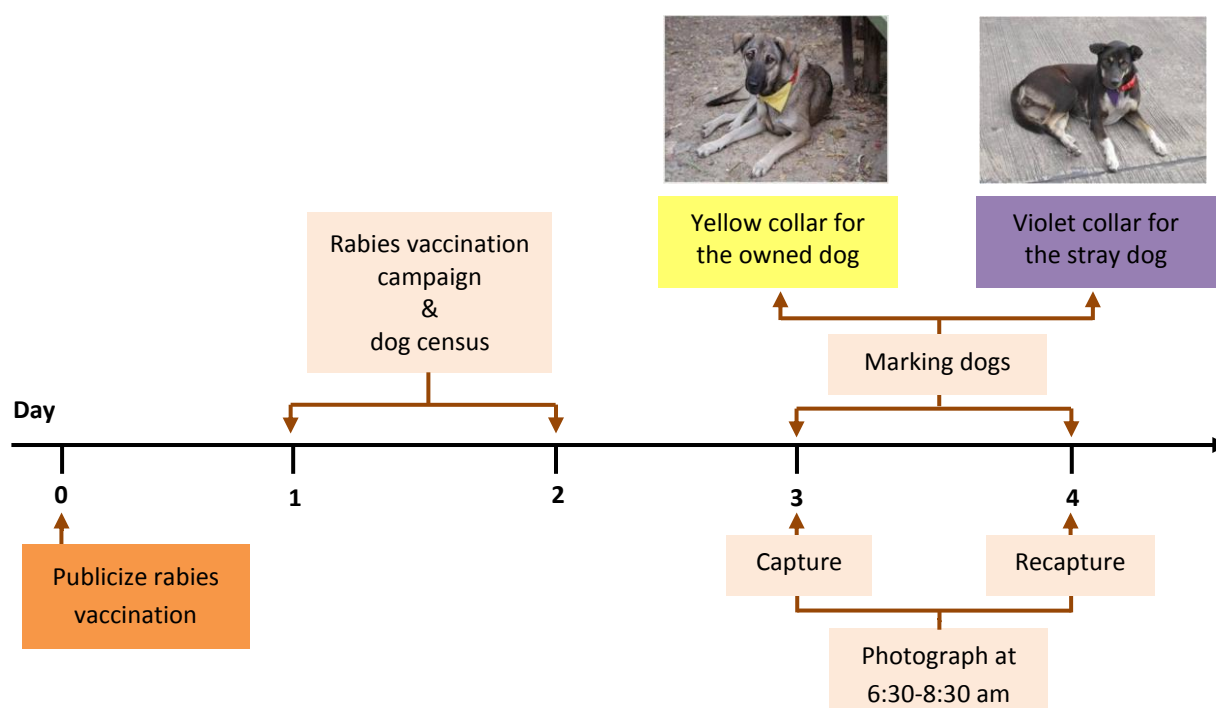 Yellow collar for
the owned dog
Violet collar for
the stray dog
Rabies vaccination
campaign
&
dog census
Marking dogs
Day
0
1
2
3
4
Publicize rabies
vaccination
Capture
Recapture
Photograph at
6:30-8:30 am